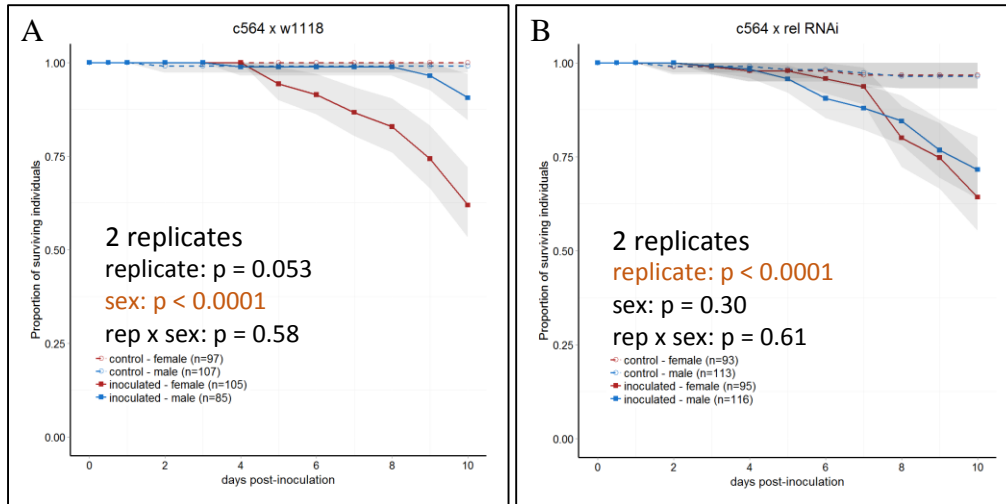 A
c564 x w1118
Proportion of surviving individuals
1.00
0.75
0.50
0.25
0.00
2 replicates
replicate: p = 0.053
sex: p < 0.0001
rep x sex: p = 0.58
control - female (n=97)
control - male (n=107)
inoculated - female (n=105)
inoculated - male (n=85)
0 2 4 6 8 10
days post-inoculation
B
c564 x rel RNAi
Proportion of surviving individuals
1.00
0.75
0.50
0.25
0.00
2 replicates
replicate: p < 0.0001
sex: p = 0.30
rep x sex: p = 0.61
control - female (n=93)
control - male (n=113)
inoculated - female (n=95)
inoculated - male (n=116)
0 2 4 6 8 10
days post-inoculation